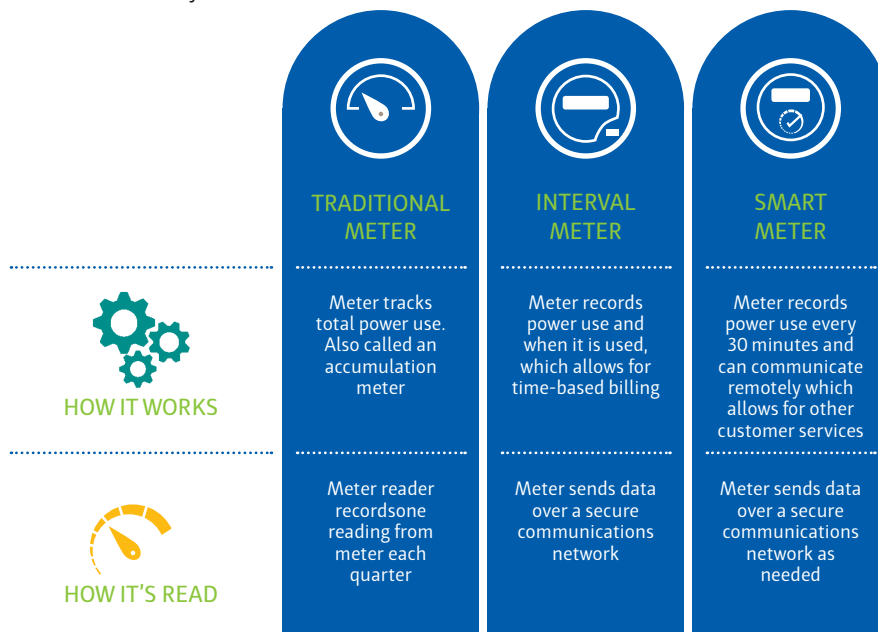 TRADITIONAL
METER
INTERVAL
METER
SMART
METER
HOW IT WORKS
Meter tracks
total power use.
Also called an
accumulation
meter
Meter records
power use and
when it is used,
which allows for
time-based billing
Meter records
power use every
30 minutes and
can communicate
remotely which
allows for other
customer services
HOW IT'S READ
Meter reader
recordsone
reading from
meter each
quarter
Meter sends data
over a secure
communications
network
Meter sends data
over a secure
communications
network as
needed